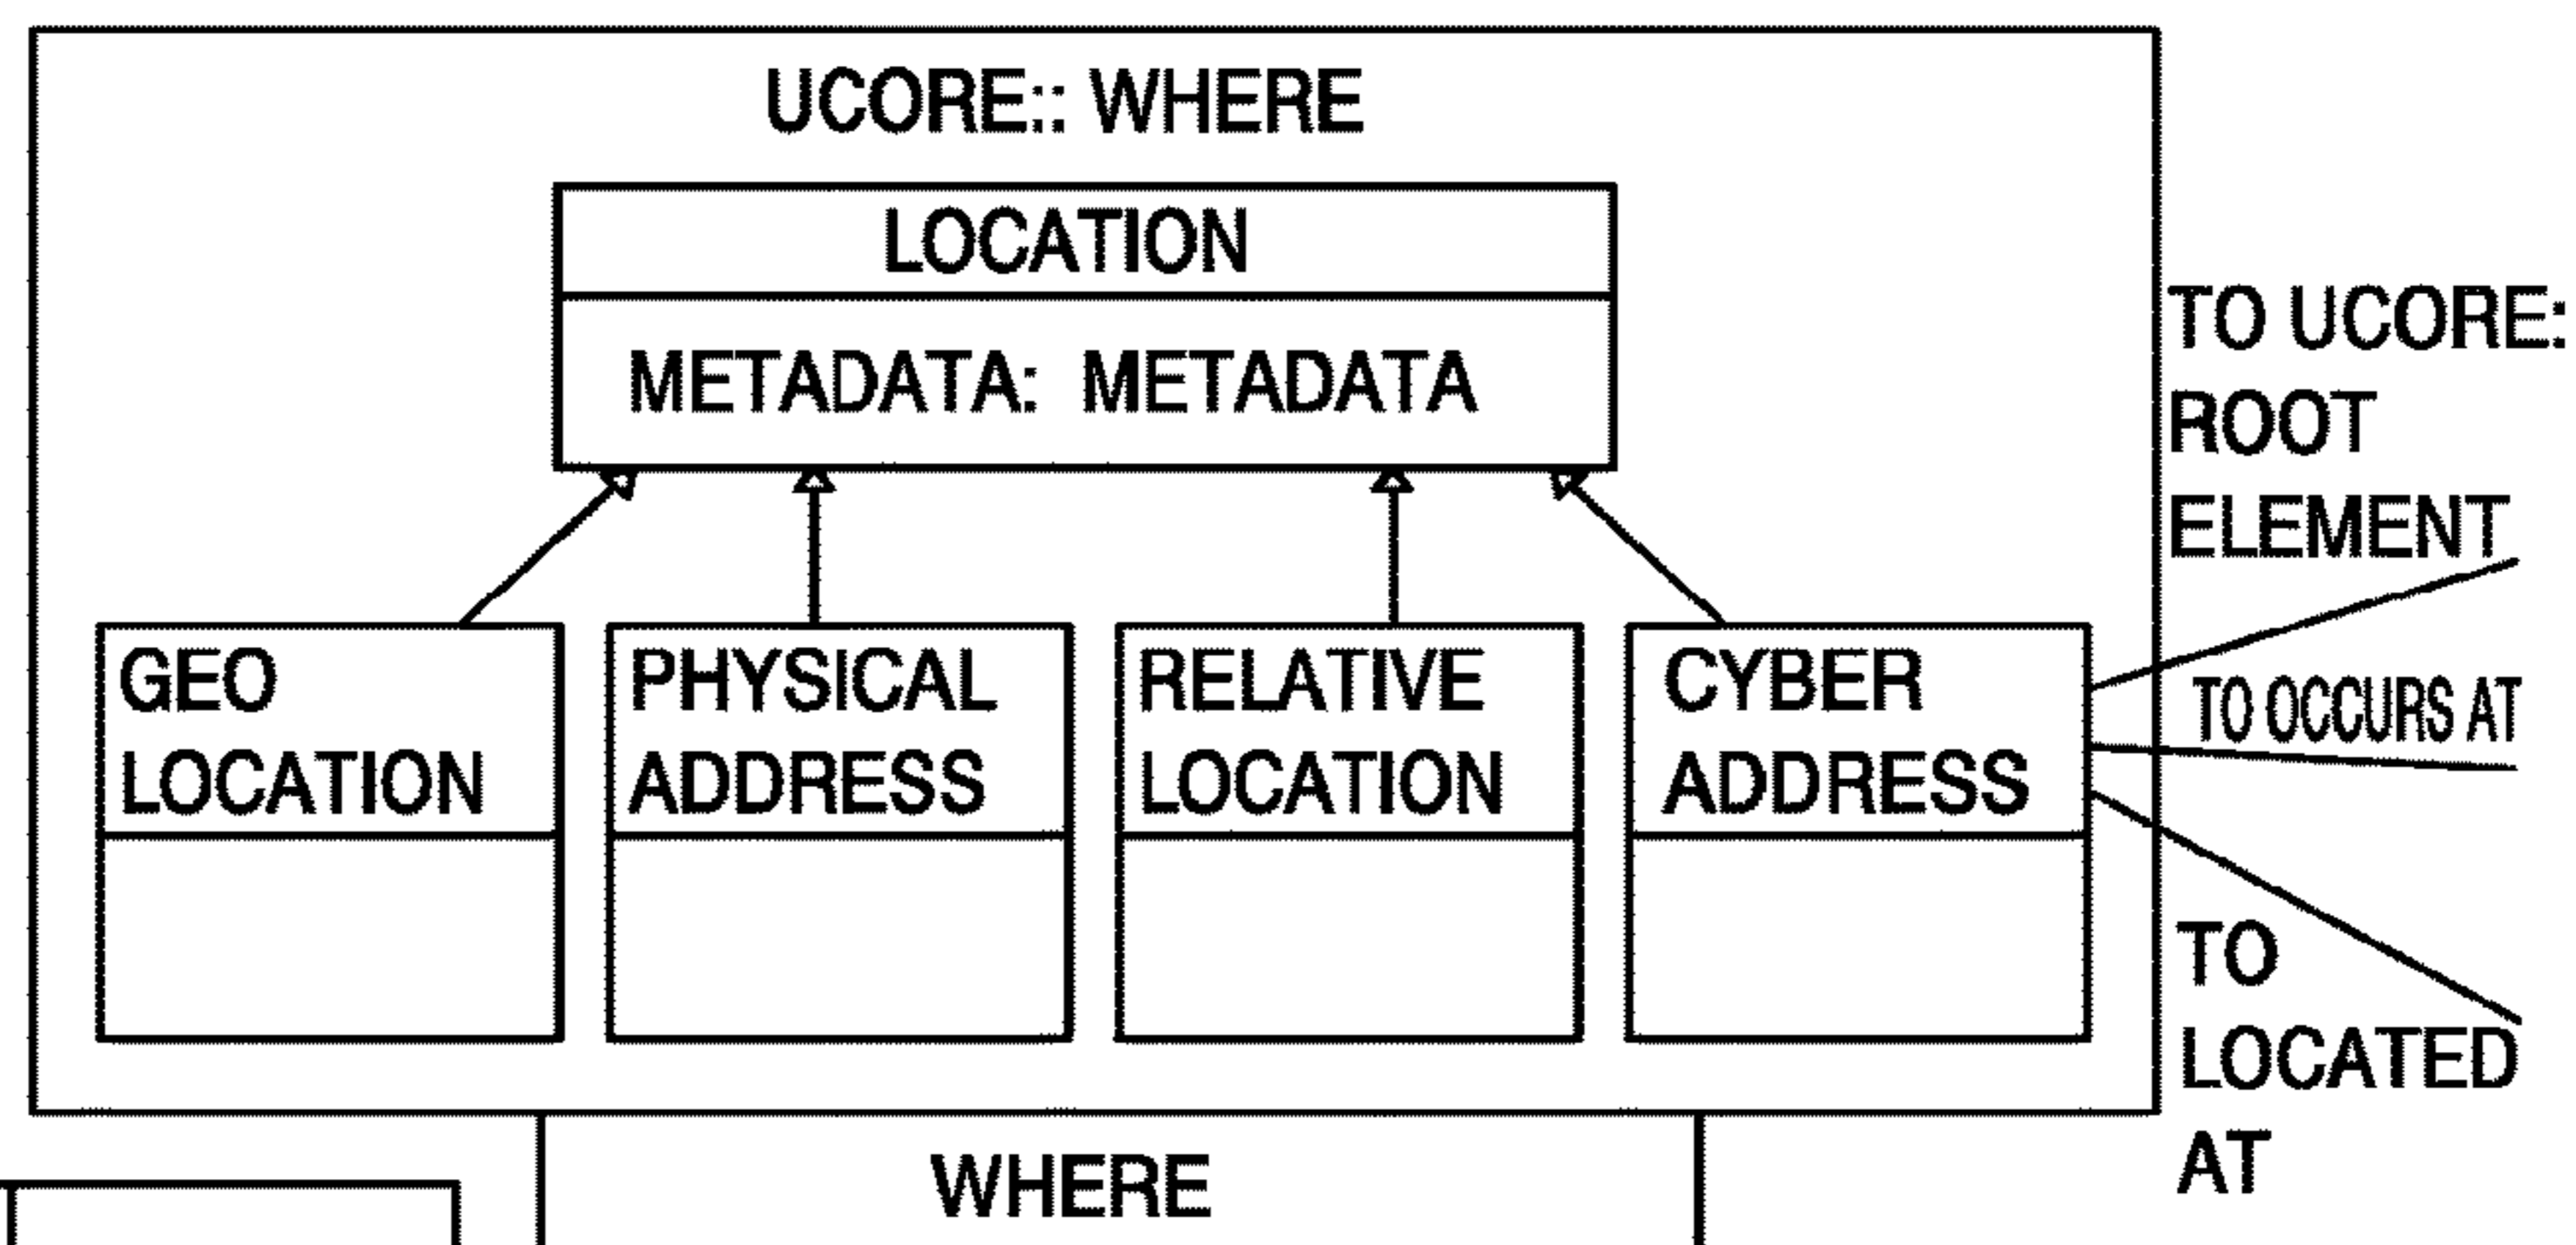 UCORE:: WHERE
LOCATION
METADATA: METADATA
GEO
LOCATION
PHYSICAL
ADDRESS
RELATIVE
LOCATION
CYBER
ADDRESS
TO UCORE:
ROOT
ELEMENT
TO OCCURS AT
TO
LOCATED
AT
WHERE